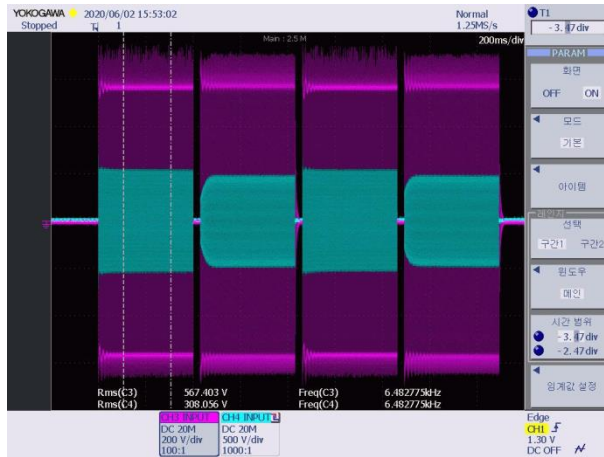 YOKOGAWA 2020/06/02 15:53:02
Stopped 1
Normal
1.25MS/s
Main : 2.5 M
200ms/div
T1
-3.47div
PARAM
화면
OFF ON
모드
기본
아이템
레인지
선택
구간1 구간2
윈도우
메인
시간 범위
-3.47div
-2.47div
임계값 설정
Rms(C3) 567.403 V Freq(C3) 6.482775kHz
Rms(C4) 308.056 V Freq(C4) 6.482775kHz
CH3 INPUT CH4 INPUT
DC 20M DC 20M
200 V/div 500 V/div
100:1 1000:1
Edge
CH1
1.30 V
DC OFF